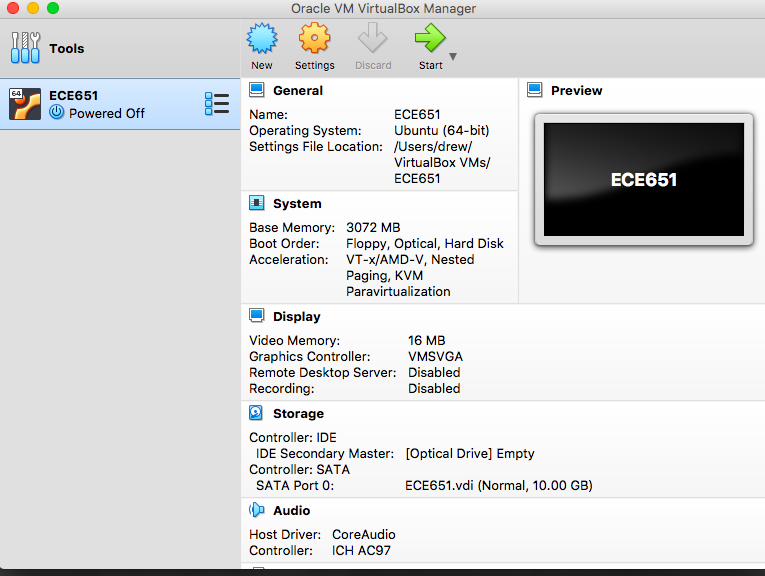 Oracle VM VirtualBox Manager
Tools
New
Settings
Discard
Start
64
ECE651
Powered Off
General
Name: ECE651
Operating System: Ubuntu (64-bit)
Settings File Location: /Users/drew/
VirtualBox VMs/
ECE651
Preview
ECE651
System
Base Memory: 3072 MB
Boot Order: Floppy, Optical, Hard Disk
Acceleration: VT-x/AMD-V, Nested
Paging, KVM
Paravirtualization
Display
Video Memory: 16 MB
Graphics Controller: VMSVGA
Remote Desktop Server: Disabled
Recording: Disabled
Storage
Controller: IDE
IDE Secondary Master: [Optical Drive] Empty
Controller: SATA
SATA Port 0: ECE651.vdi (Normal, 10.00 GB)
Audio
Host Driver: CoreAudio
Controller: ICH AC97